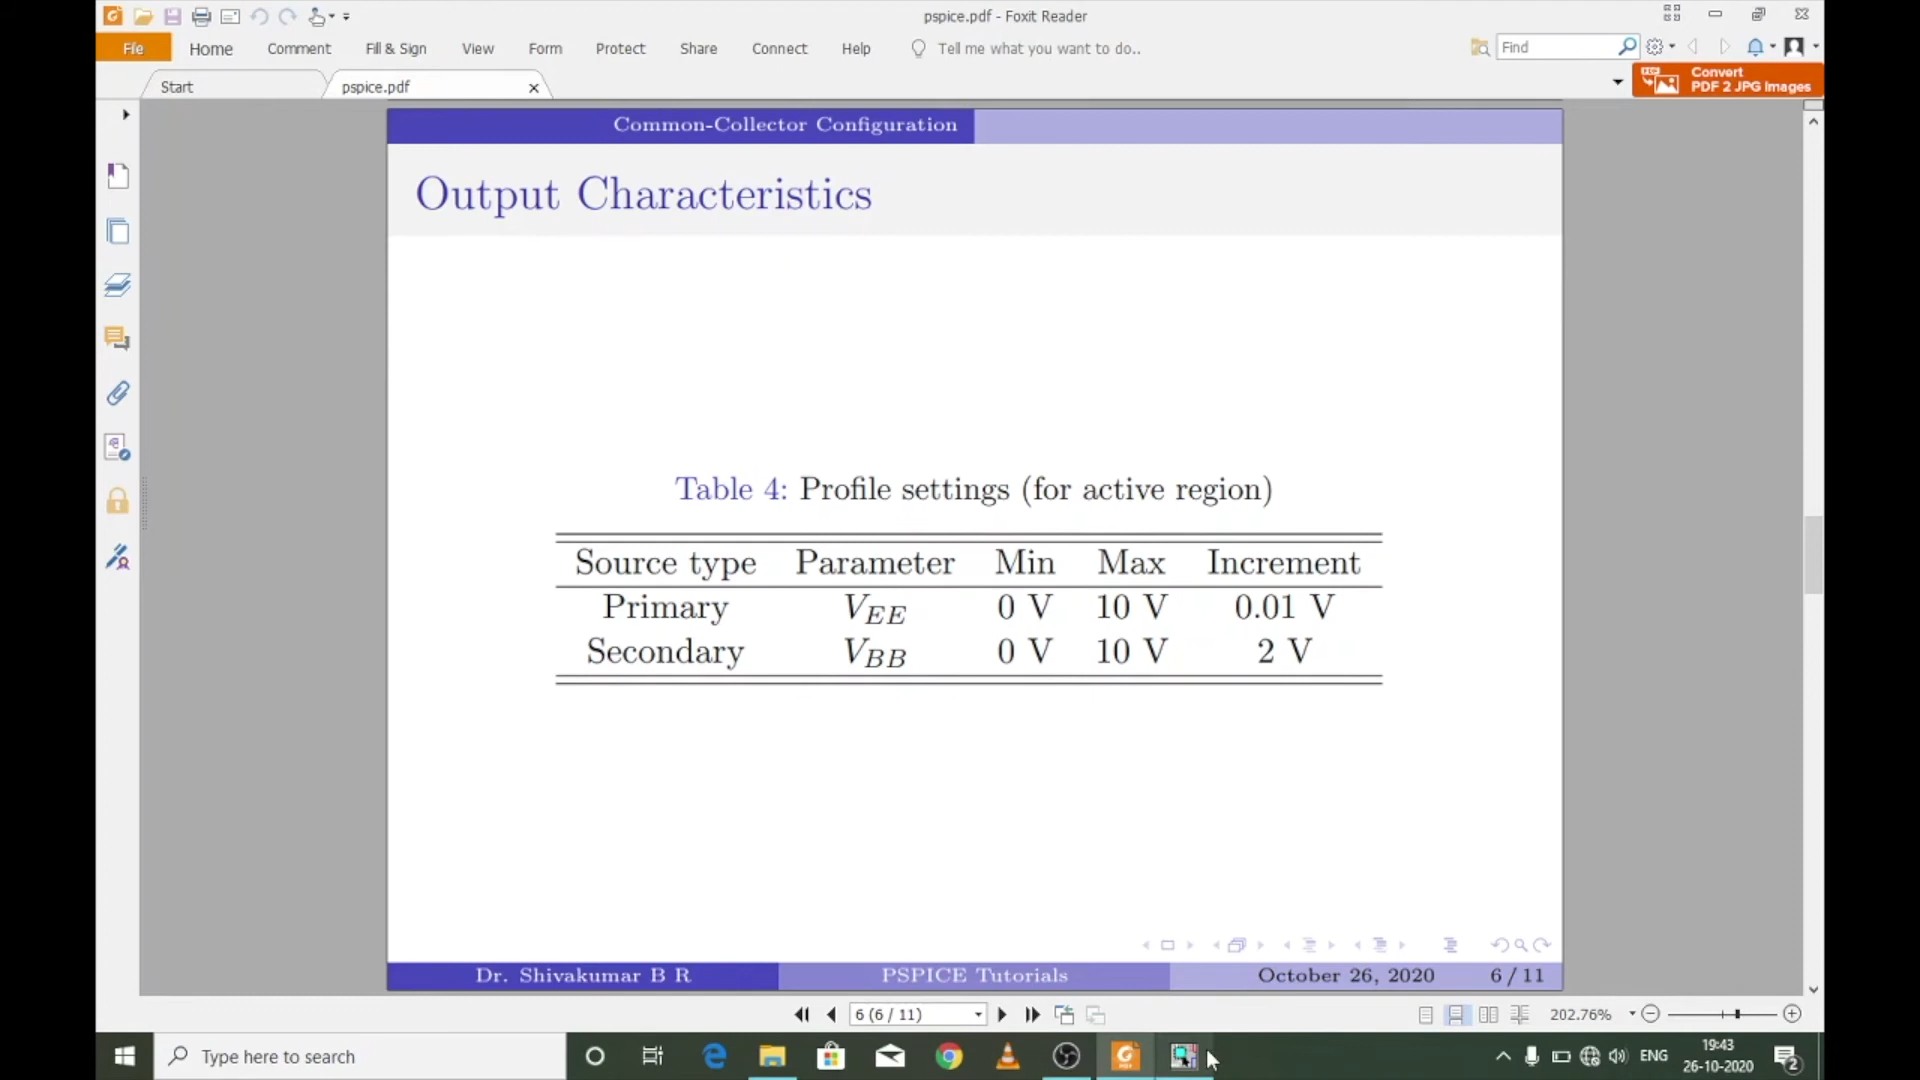 pspice.pdf - Foxit Reader
File Home Comment Fill & Sign View Form Protect Share Connect Help Tell me what you want to do.. Find
Start pspice.pdf
Convert
PDF 2 JPG Images
Common-Collector Configuration
Output Characteristics
Table 4: Profile settings (for active region)
Source type Parameter Min Max Increment
Primary VEE 0 V 10 V 0.01 V
Secondary VBB 0 V 10 V 2 V
Dr. Shivakumar B R PSPICE Tutorials October 26, 2020 6 / 11
6 (6 / 11) 202.76%
Type here to search ENG 19:43
26-10-2020 2